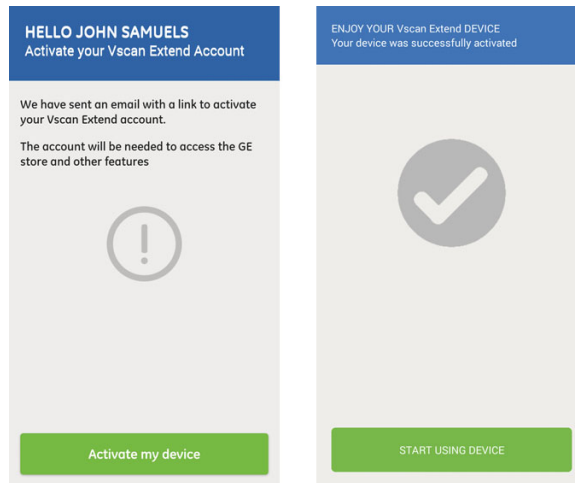 HELLO JOHN SAMUELS
Activate your Vscan Extend Account
We have sent an email with a link to activate
your Vscan Extend account.
The account will be needed to access the GE
store and other features
Activate my device
ENJOY YOUR Vscan Extend DEVICE
Your device was successfully activated
START USING DEVICE